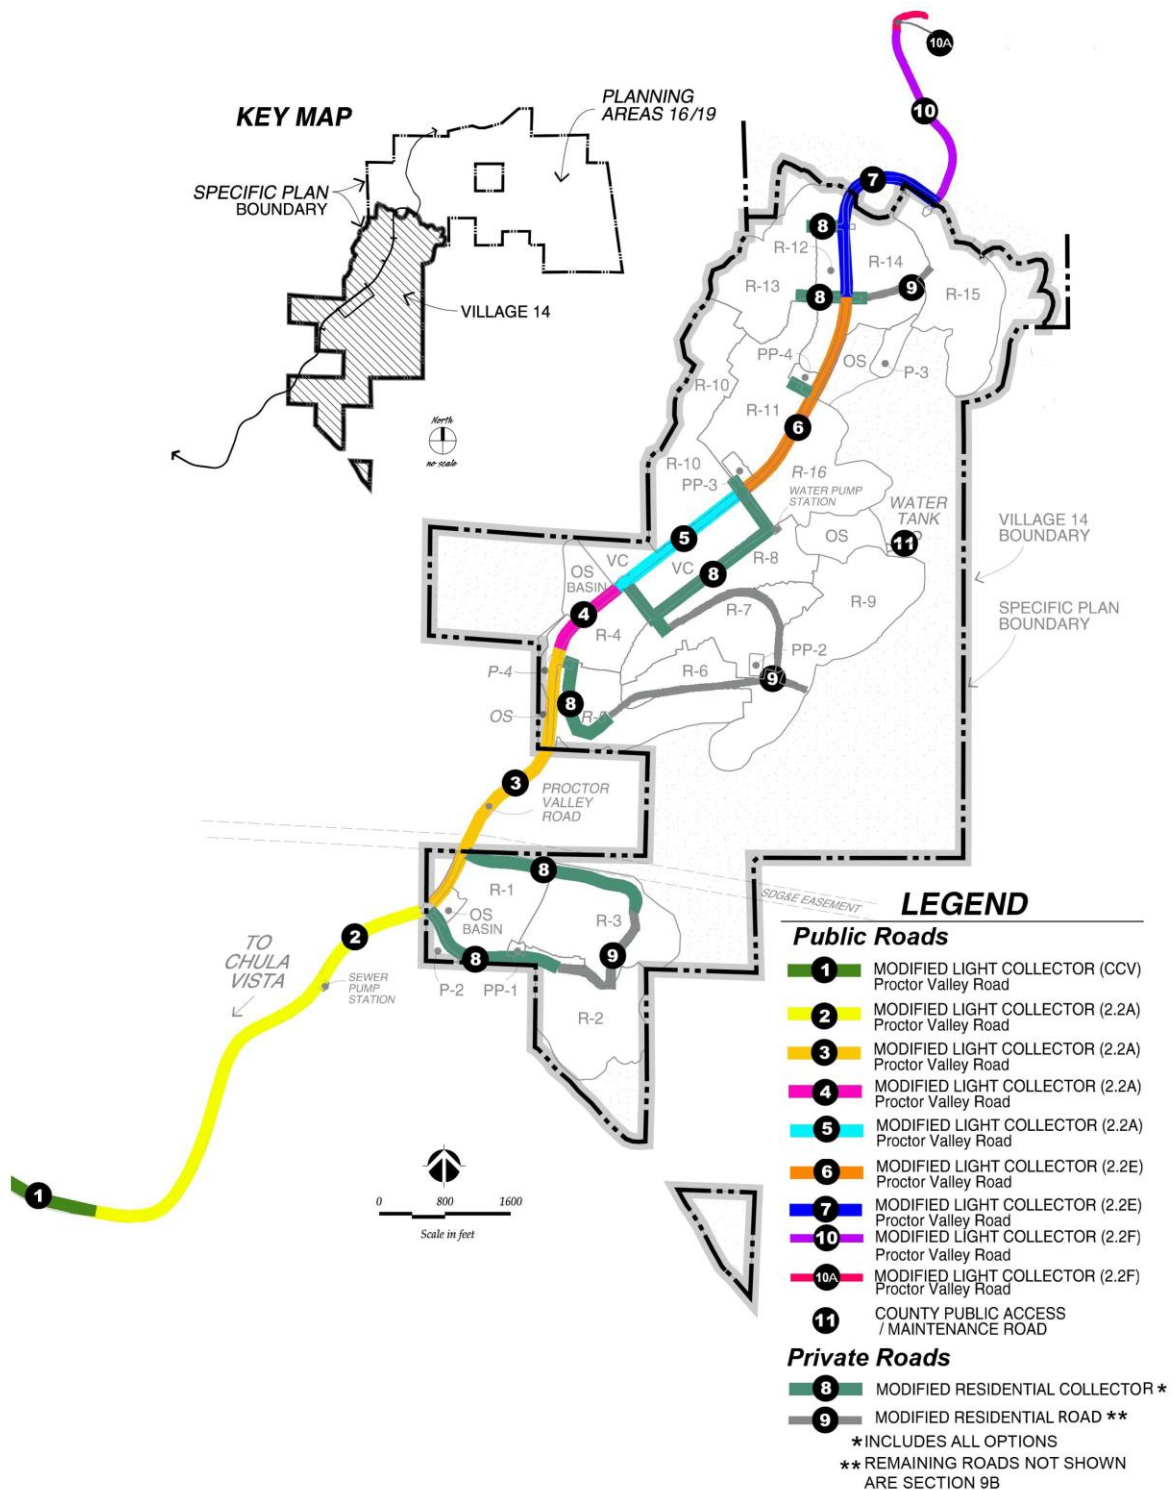 KEY MAP
PLANNING
AREAS 16/19
SPECIFIC PLAN
BOUNDARY
VILLAGE 14
North
no scale
10A
10
7
8
R-12
R-14
R-13
8
9
R-15
PP-4
OS
P-3
R-10
R-11
6
R-10
PP-3
R-16
WATER PUMP
STATION
WATER
TANK
11
VILLAGE 14
BOUNDARY
5
VC
OS
R-8
VC
8
OS
BASIN
4
R-4
R-7
R-9
SPECIFIC PLAN
BOUNDARY
P-4
R-6
PP-2
9
OS
8
R-5
3
PROCTOR
VALLEY
ROAD
8
R-1
SDG&E EASEMENT
OS
BASIN
R-3
2
TO
CHULA
VISTA
SEWER
PUMP
STATION
8
9
P-2
PP-1
R-2
1
0 800 1600
Scale in feet
LEGEND
Public Roads
1 MODIFIED LIGHT COLLECTOR (CCV)
Proctor Valley Road
2 MODIFIED LIGHT COLLECTOR (2.2A)
Proctor Valley Road
3 MODIFIED LIGHT COLLECTOR (2.2A)
Proctor Valley Road
4 MODIFIED LIGHT COLLECTOR (2.2A)
Proctor Valley Road
5 MODIFIED LIGHT COLLECTOR (2.2A)
Proctor Valley Road
6 MODIFIED LIGHT COLLECTOR (2.2E)
Proctor Valley Road
7 MODIFIED LIGHT COLLECTOR (2.2E)
Proctor Valley Road
10 MODIFIED LIGHT COLLECTOR (2.2F)
Proctor Valley Road
10A MODIFIED LIGHT COLLECTOR (2.2F)
Proctor Valley Road
11 COUNTY PUBLIC ACCESS
/ MAINTENANCE ROAD
Private Roads
8 MODIFIED RESIDENTIAL COLLECTOR *
9 MODIFIED RESIDENTIAL ROAD **
* INCLUDES ALL OPTIONS
** REMAINING ROADS NOT SHOWN
ARE SECTION 9B